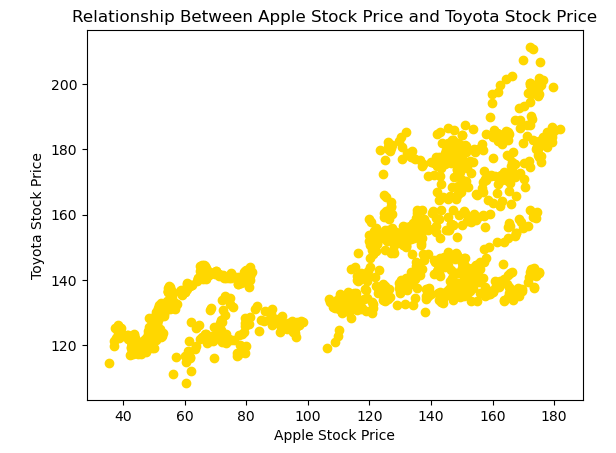 Relationship Between Apple Stock Price and Toyota Stock Price
Toyota Stock Price
200
180
160
140
120
40 60 80 100 120 140 160 180
Apple Stock Price